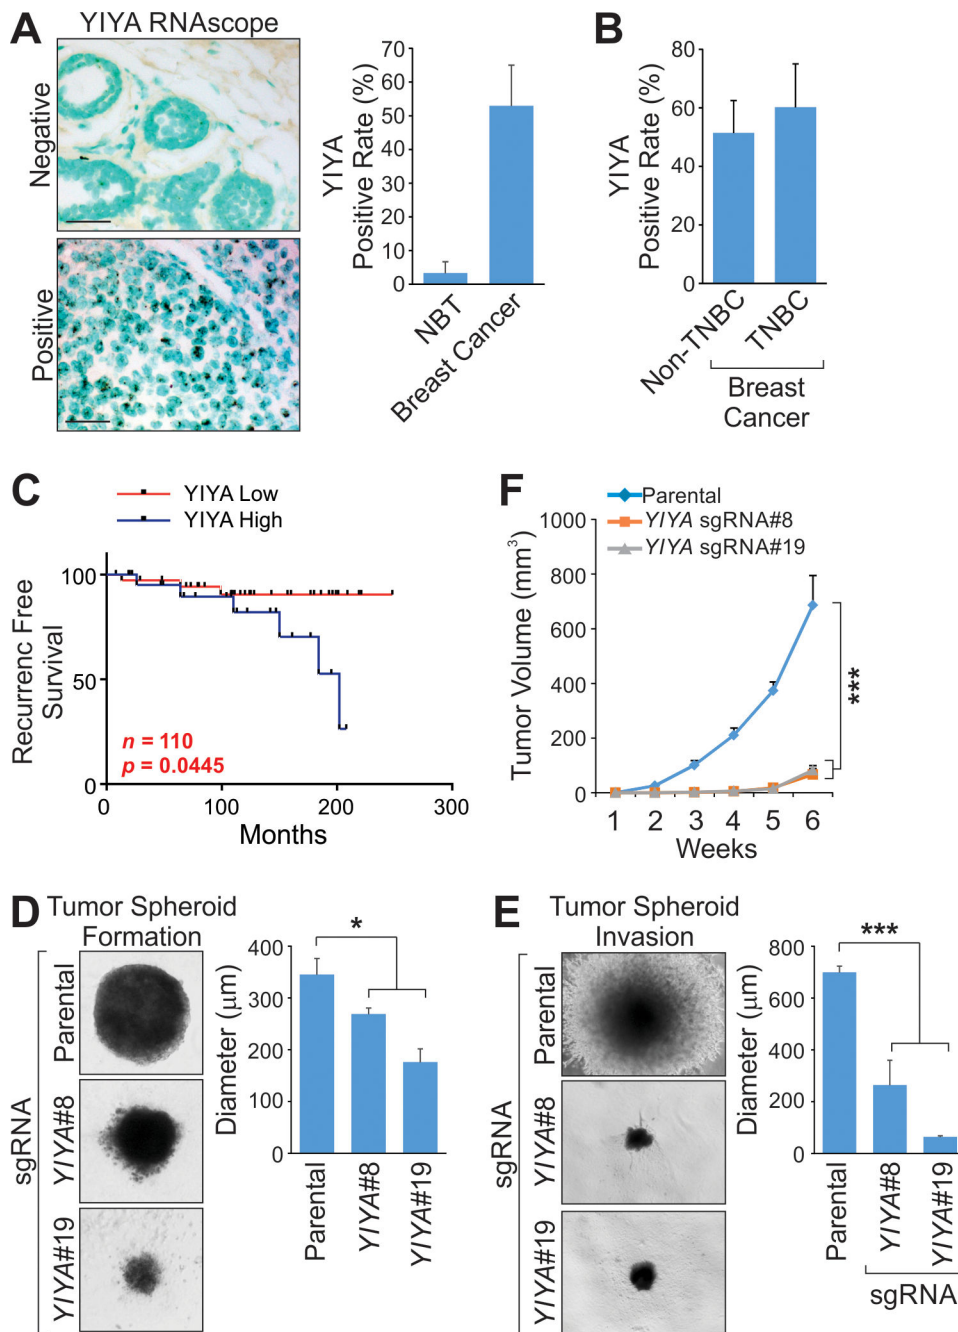 A
YIYA RNAscope
Negative
Positive
YIYA
Positive Rate (%)
70
60
50
40
30
20
10
0
NBT
Breast Cancer
B
YIYA
Positive Rate (%)
80
60
40
20
0
Non-TNBC
TNBC
Breast
Cancer
C
YIYA Low
YIYA High
Recurrenc Free
Survival
100
50
0
n = 110
p = 0.0445
0 100 200 300
Months
F
Parental
YIYA sgRNA#8
YIYA sgRNA#19
Tumor Volume (mm³)
1000
800
600
400
200
0
***
1 2 3 4 5 6
Weeks
D
Tumor Spheroid
Formation
sgRNA
Parental
YIYA#8
YIYA#19
Diameter (μm)
400
300
200
100
0
*
Parental
YIYA#8
YIYA#19
E
Tumor Spheroid
Invasion
sgRNA
Parental
YIYA#8
YIYA#19
Diameter (μm)
800
600
400
200
0
***
Parental
YIYA#8
YIYA#19
sgRNA